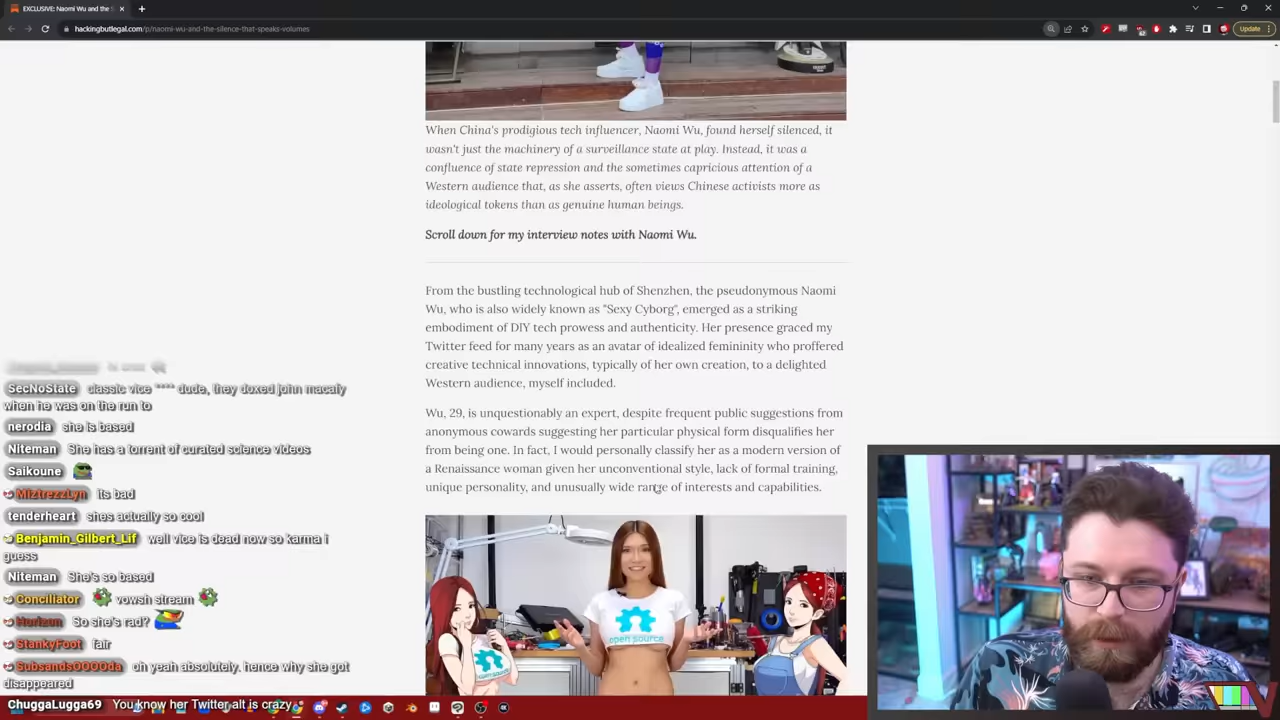 EXCLUSIVE: Naomi Wu and the S
hackingbutlegal.com/p/naomi-wu-and-the-silence-that-speaks-volumes
Update
When China's prodigious tech influencer, Naomi Wu, found herself silenced, it
wasn't just the machinery of a surveillance state at play. Instead, it was a
confluence of state repression and the sometimes capricious attention of a
Western audience that, as she asserts, often views Chinese activists more as
ideological tokens than as genuine human beings.
Scroll down for my interview notes with Naomi Wu.
From the bustling technological hub of Shenzhen, the pseudonymous Naomi
Wu, who is also widely known as "Sexy Cyborg", emerged as a striking
embodiment of DIY tech prowess and authenticity. Her presence graced my
Twitter feed for many years as an avatar of idealized femininity who proffered
creative technical innovations, typically of her own creation, to a delighted
Western audience, myself included.
Wu, 29, is unquestionably an expert, despite frequent public suggestions from
anonymous cowards suggesting her particular physical form disqualifies her
from being one. In fact, I would personally classify her as a modern version of
a Renaissance woman given her unconventional style, lack of formal training,
unique personality, and unusually wide range of interests and capabilities.
open source
SecNoState classic vice **** dude, they doxed john macafy
when he was on the run to
nerodia she is based
Niteman She has a torrent of curated science videos
Saikoune
MiztrezzLyn Its bad
tenderheart shes actually so cool
Benjamin_Gilbert_Lif well vice is dead now so karma i
guess
Niteman She's so based
Conciliator vowsh stream
Horizon So she's rad?
StankyFoot fair
SubsandsOOOOda oh yeah absolutely. hence why she got
disappeared
ChuggaLugga69 You know her Twitter alt is crazy